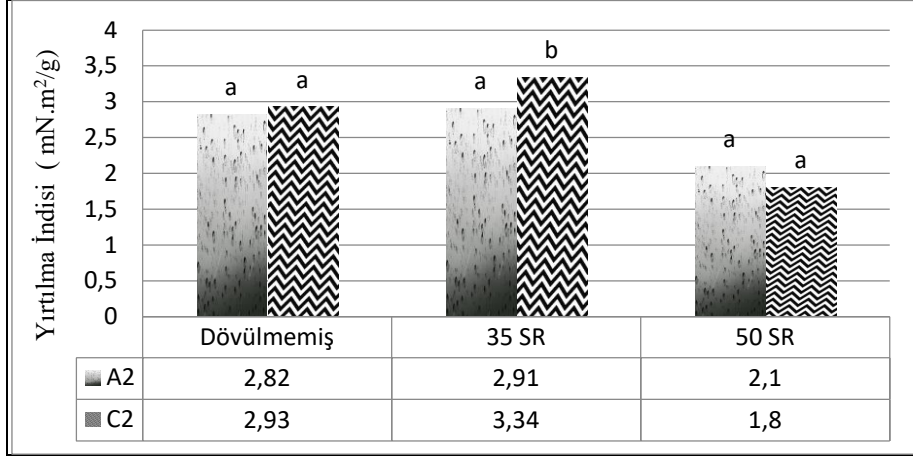 Yırtılma İndisi ( mN.m²/g)
4
3,5
3
2,5
2
1,5
1
0,5
0
a a a b a a
Dövülmemiş 35 SR 50 SR
A2 2,82 2,91 2,1
C2 2,93 3,34 1,8